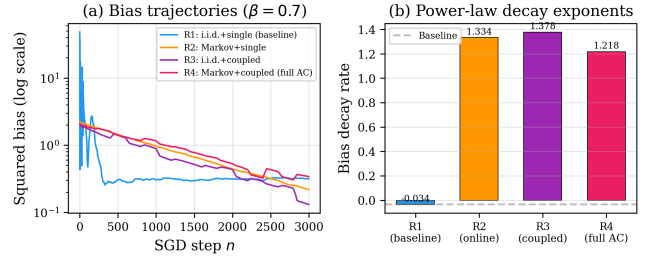 (a) Bias trajectories (β = 0.7)
Squared bias (log scale)
10¹
10⁰
10⁻¹
R1: i.i.d.+single (baseline)
R2: Markov+single
R3: i.i.d.+coupled
R4: Markov+coupled (full AC)
0 500 1000 1500 2000 2500 3000
SGD step n
(b) Power-law decay exponents
Bias decay rate
1.4
1.2
1.0
0.8
0.6
0.4
0.2
0.0
Baseline
-0.034
1.334
1.378
1.218
R1 R2 R3 R4
(baseline) (online) (coupled) (full AC)